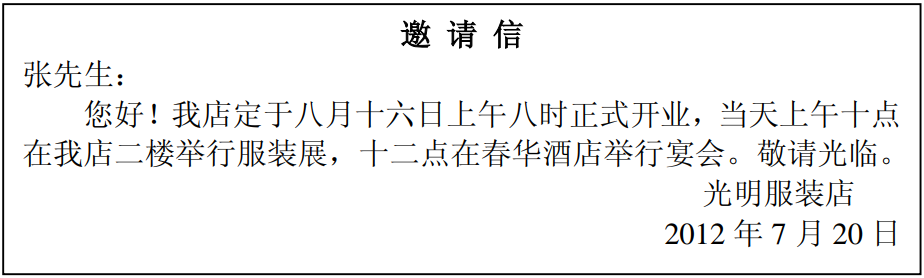 邀 请 信
张先生：
您好！我店定于八月十六日上午八时正式开业，当天上午十点
在我店二楼举行服装展，十二点在春华酒店举行宴会。敬请光临。
光明服装店
2012 年 7 月 20 日